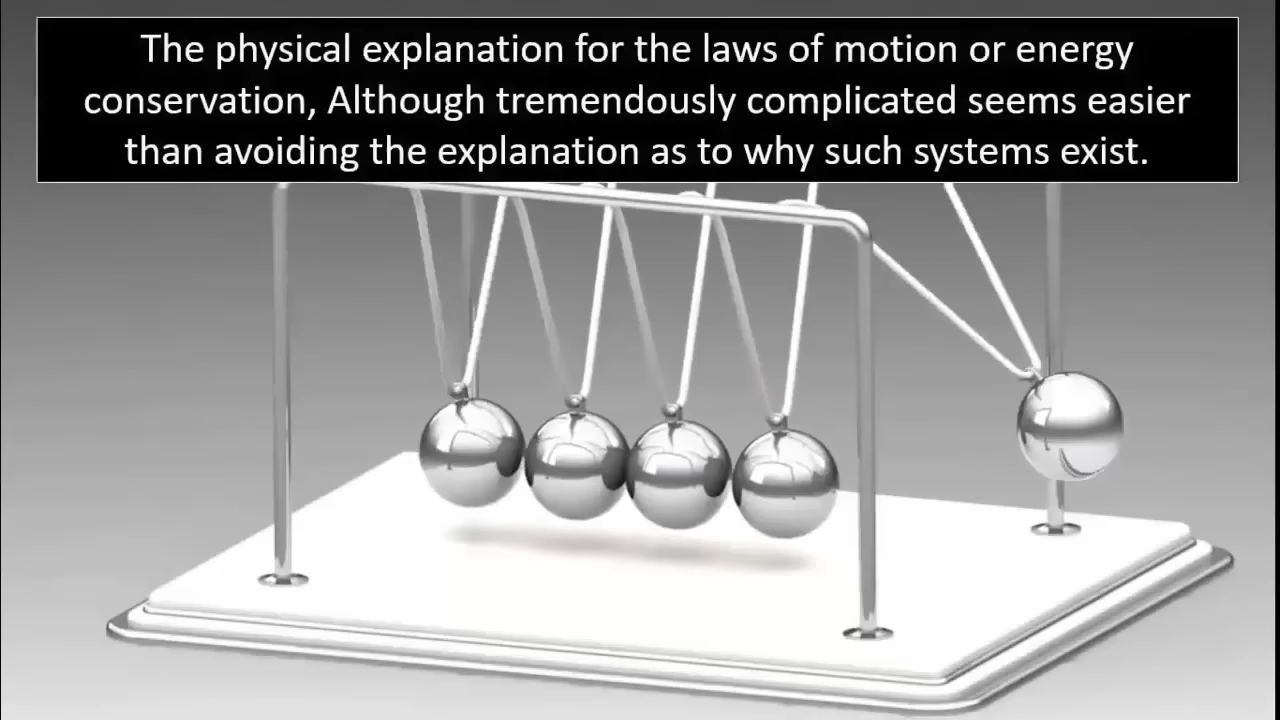 The physical explanation for the laws of motion or energy
conservation, Although tremendously complicated seems easier
than avoiding the explanation as to why such systems exist.